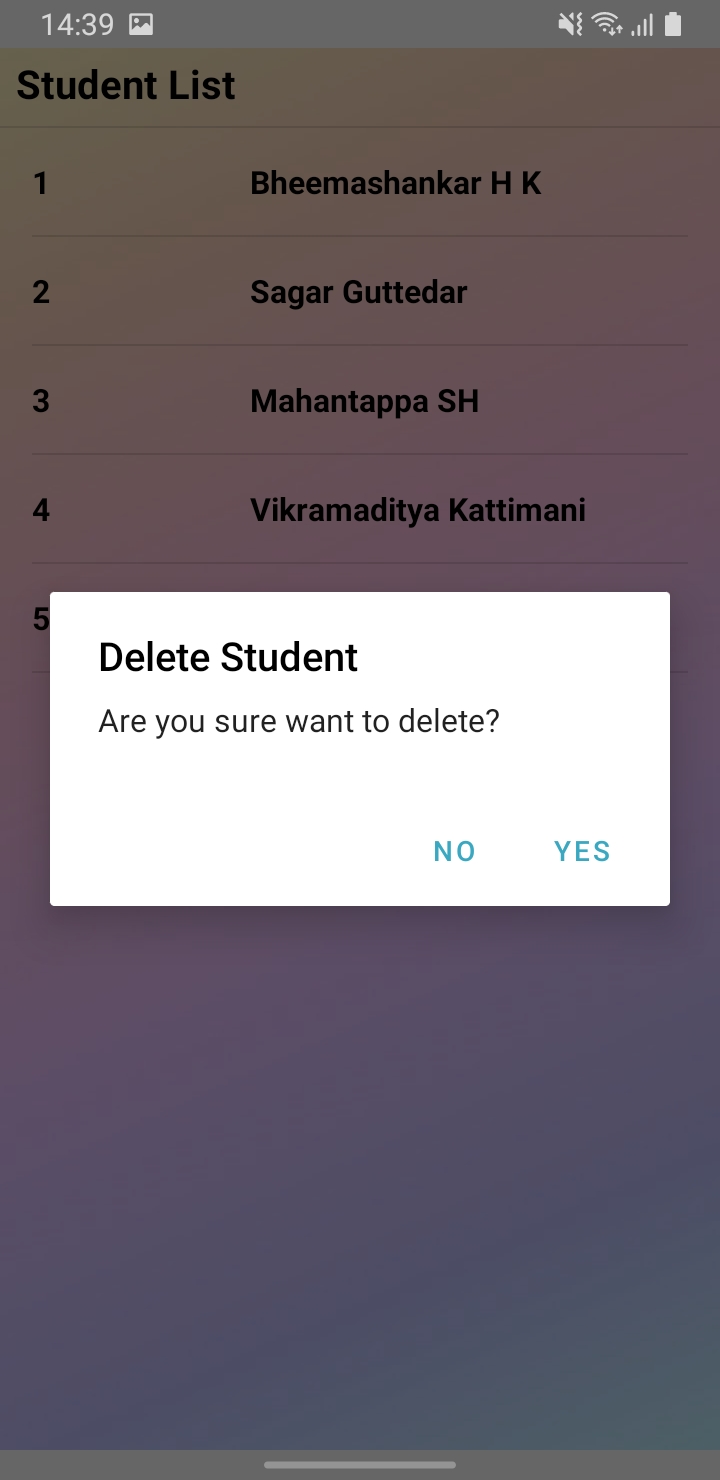 14:39
Student List
1 Bheemashankar H K
2 Sagar Guttedar
3 Mahantappa SH
4 Vikramaditya Kattimani
5
Delete Student
Are you sure want to delete?
NO YES